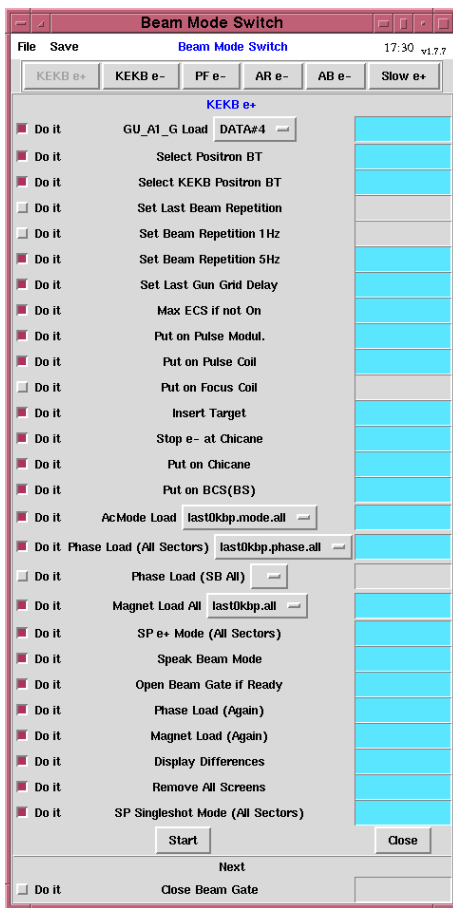 Beam Mode Switch
File Save Beam Mode Switch 17:30 v1.7.7
KEKB e+ KEKB e- PF e- AR e- AB e- Slow e+
KEKB e+
Do it GU_A1_G Load DATA#4
Do it Select Positron BT
Do it Select KEKB Positron BT
Do it Set Last Beam Repetition
Do it Set Beam Repetition 1Hz
Do it Set Beam Repetition 5Hz
Do it Set Last Gun Grid Delay
Do it Max ECS if not On
Do it Put on Pulse Modul.
Do it Put on Pulse Coil
Do it Put on Focus Coil
Do it Insert Target
Do it Stop e- at Chicane
Do it Put on Chicane
Do it Put on BCS(BS)
Do it AcMode Load last0kbp.mode.all
Do it Phase Load (All Sectors) last0kbp.phase.all
Do it Phase Load (SB All)
Do it Magnet Load All last0kbp.all
Do it SP e+ Mode (All Sectors)
Do it Speak Beam Mode
Do it Open Beam Gate if Ready
Do it Phase Load (Again)
Do it Magnet Load (Again)
Do it Display Differences
Do it Remove All Screens
Do it SP Singleshot Mode (All Sectors)
Start Close
Next
Do it Close Beam Gate